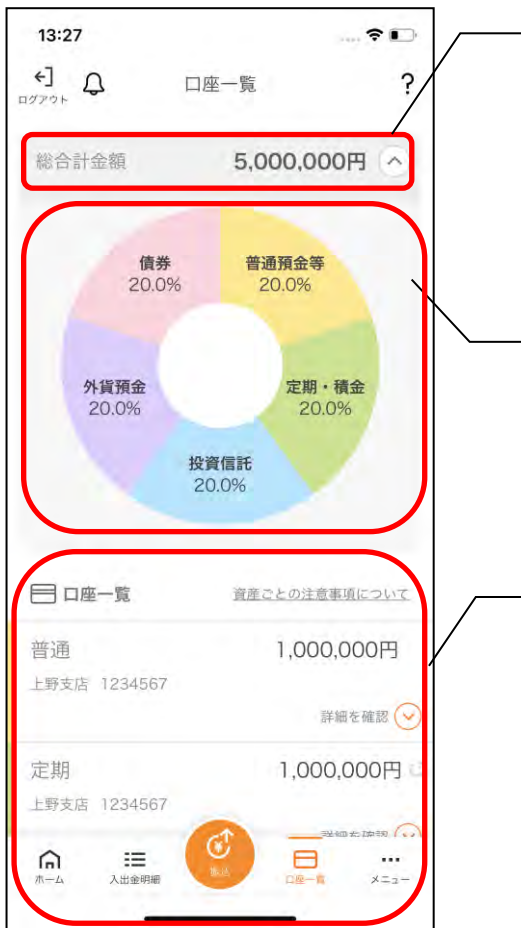 13:27
口座一覧
?
ログアウト
総合計金額 5,000,000円
債券
20.0%
普通預金等
20.0%
外貨預金
20.0%
定期・積金
20.0%
投資信託
20.0%
口座一覧 資産ごとの注意事項について
普通 1,000,000円
上野支店 1234567
詳細を確認
定期 1,000,000円
上野支店 1234567
詳細を確認
ホーム 入出金明細 振込 口座一覧 メニュー